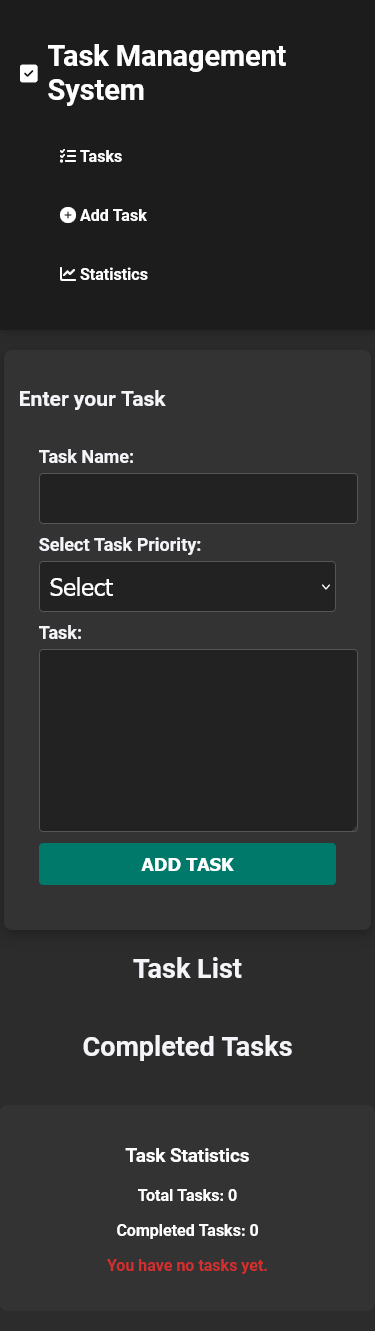 Task Management
System
Tasks
Add Task
Statistics
Enter your Task
Task Name:
Select Task Priority:
Select
Task:
ADD TASK
Task List
Completed Tasks
Task Statistics
Total Tasks: 0
Completed Tasks: 0
You have no tasks yet.